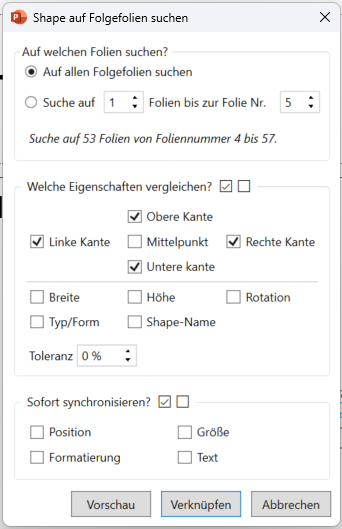 Shape auf Folgefolien suchen
Auf welchen Folien suchen?
Auf allen Folgefolien suchen
Suche auf 1 Folien bis zur Folie Nr. 5
Suche auf 53 Folien von Foliennummer 4 bis 57.
Welche Eigenschaften vergleichen?
Obere Kante
Linke Kante Mittelpunkt Rechte Kante
Untere kante
Breite Höhe Rotation
Typ/Form Shape-Name
Toleranz 0 %
Sofort synchronisieren?
Position Größe
Formatierung Text
Vorschau Verknüpfen Abbrechen